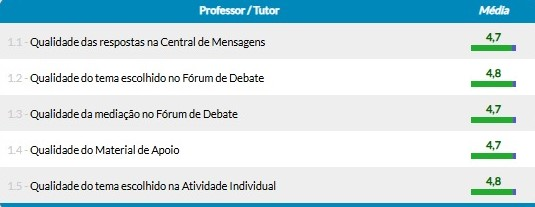 Professor / Tutor Média
1.1 - Qualidade das respostas na Central de Mensagens 4,7
1.2 - Qualidade do tema escolhido no Fórum de Debate 4,8
1.3 - Qualidade da mediação no Fórum de Debate 4,7
1.4 - Qualidade do Material de Apoio 4,7
1.5 - Qualidade do tema escolhido na Atividade Individual 4,8